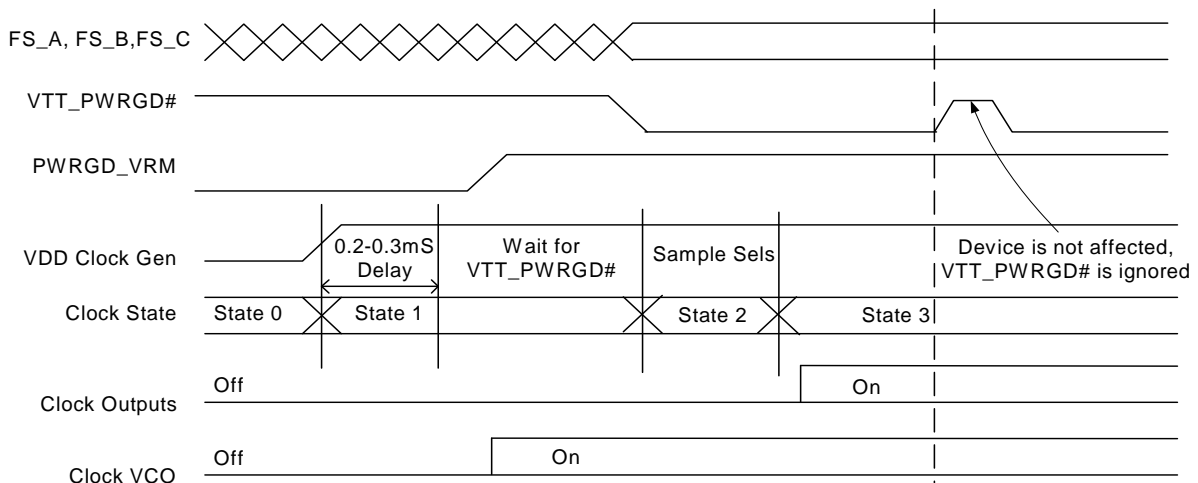 FS_A, FS_B,FS_C
VTT_PWRGD#
PWRGD_VRM
VDD Clock Gen
0.2-0.3mS
Delay
Wait for
VTT_PWRGD#
Sample Sels
Device is not affected,
VTT_PWRGD# is ignored
Clock State
State 0
State 1
State 2
State 3
Clock Outputs
Off
On
Clock VCO
Off
On